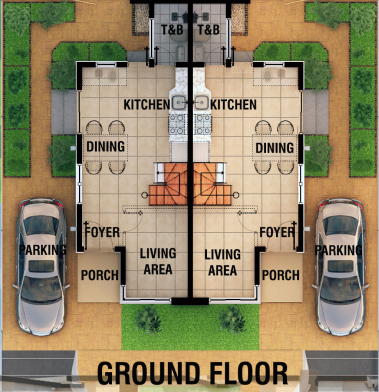 T&B T&B
KITCHEN KITCHEN
DINING DINING
FOYER FOYER
PARKING PARKING
LIVING
AREA
LIVING
AREA
PORCH PORCH
GROUND FLOOR